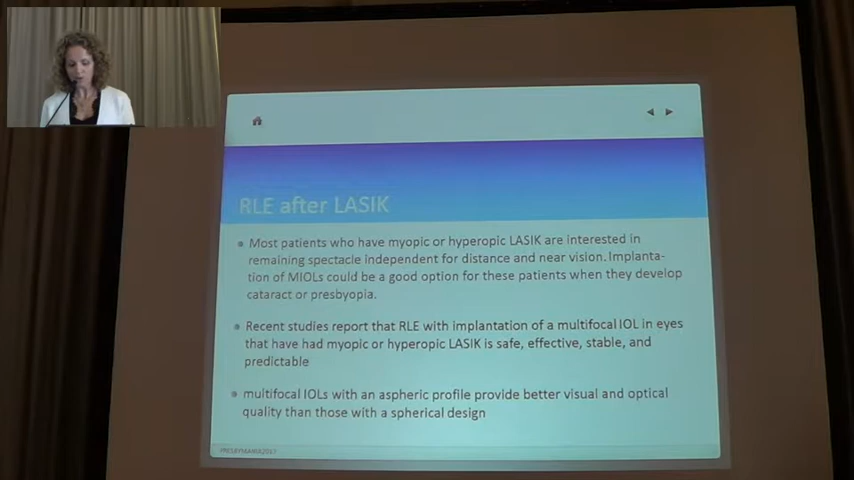 RLE after LASIK
Most patients who have myopic or hyperopic LASIK are interested in
remaining spectacle independent for distance and near vision. Implanta-
tion of MIOLs could be a good option for these patients when they develop
cataract or presbyopia.
Recent studies report that RLE with implantation of a multifocal IOL in eyes
that have had myopic or hyperopic LASIK is safe, effective, stable, and
predictable
multifocal IOLs with an aspheric profile provide better visual and optical
quality than those with a spherical design